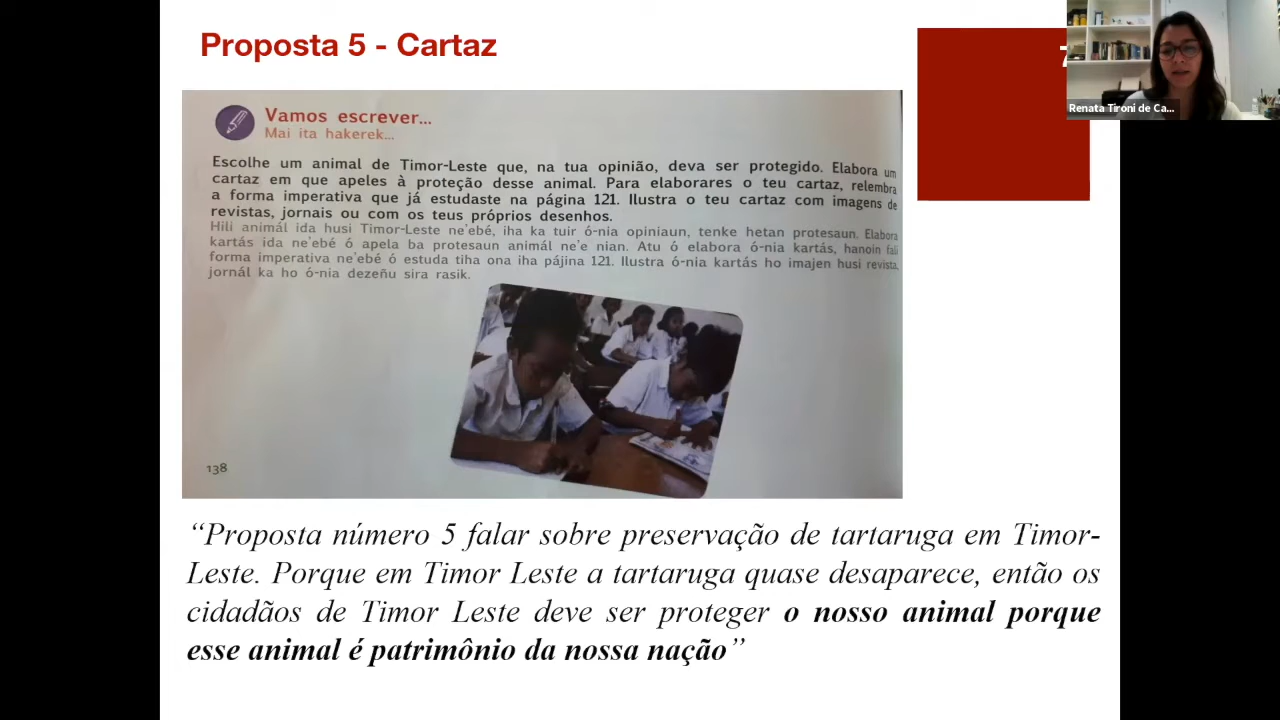 Proposta 5 - Cartaz
7
Renata Tironi de Ca...
Vamos escrever...
Mai ita hakerek...
Escolhe um animal de Timor-Leste que, na tua opinião, deva ser protegido. Elabora um
cartaz em que apeles à proteção desse animal. Para elaborares o teu cartaz, relembra
a forma imperativa que já estudaste na página 121. Ilustra o teu cartaz com imagens de
revistas, jornais ou com os teus próprios desenhos.
Hili animál ida husi Timor-Leste ne'ebé, iha ka tuir ó-nia opiniaun, tenke hetan protesaun. Elabora
kartás ida ne'ebé ó apela ba protesaun animál ne'e nian. Atu ó elabora ó-nia kartás, hanoin fali
forma imperativa ne'ebé ó estuda tiha ona iha pájina 121. Ilustra ó-nia kartás ho imajen husi revista,
jornál ka ho ó-nia dezeñu sira rasik.
138
“Proposta número 5 falar sobre preservação de tartaruga em Timor-
Leste. Porque em Timor Leste a tartaruga quase desaparece, então os
cidadãos de Timor Leste deve ser proteger o nosso animal porque
esse animal é patrimônio da nossa nação”